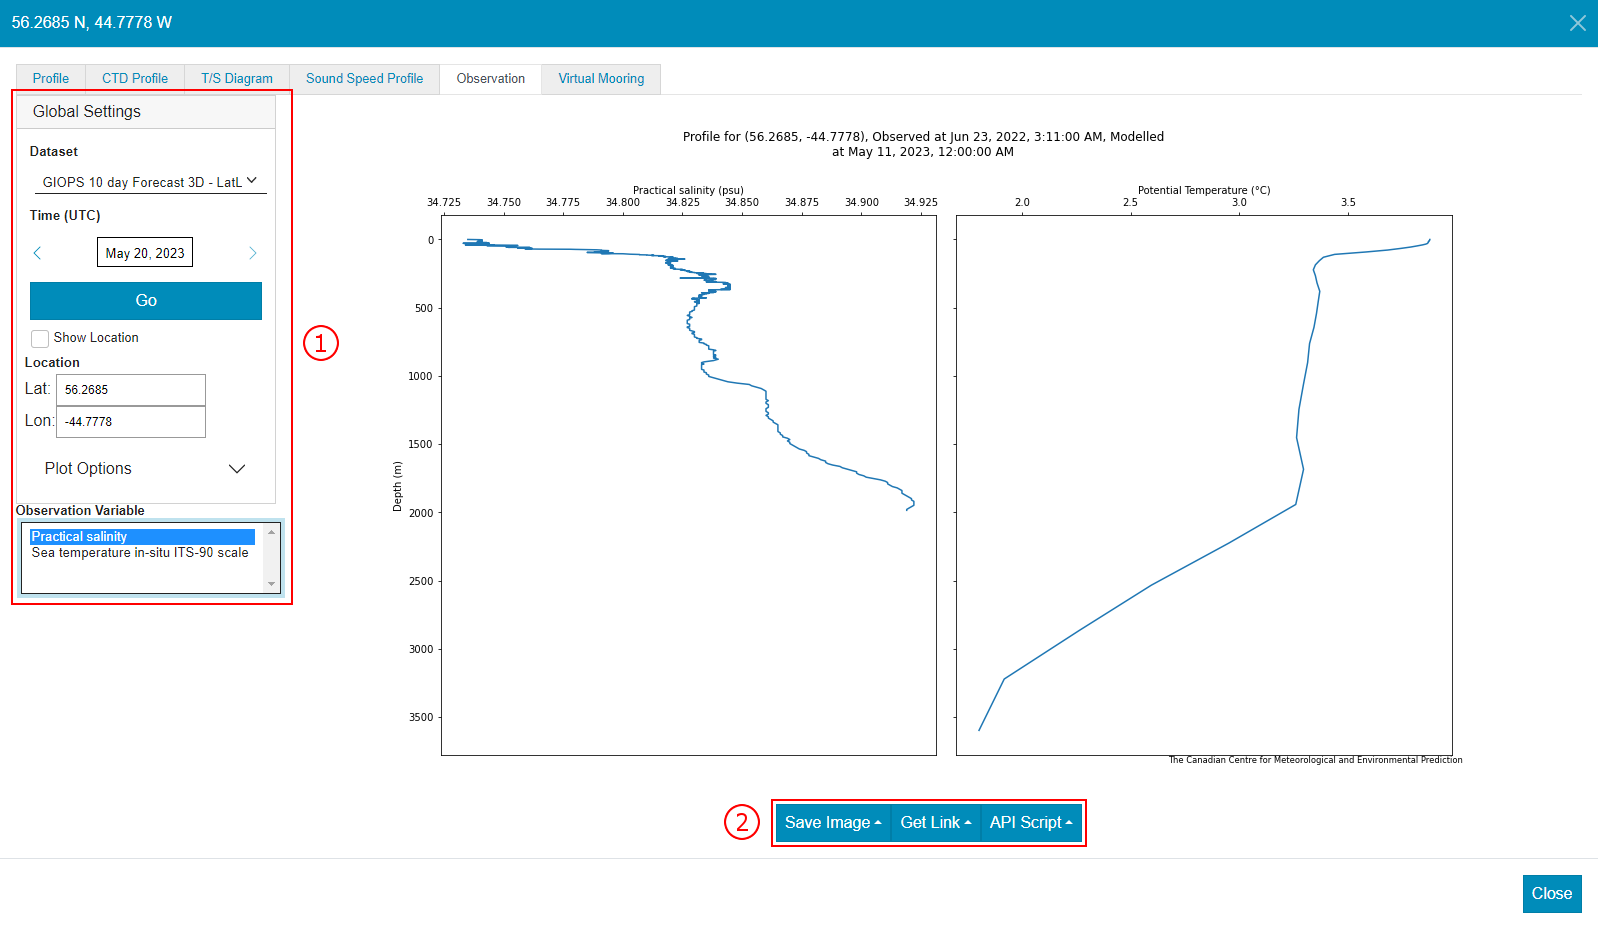 56.2685 N, 44.7778 W
Profile
CTD Profile
T/S Diagram
Sound Speed Profile
Observation
Virtual Mooring
Global Settings
Dataset
GIOPS 10 day Forecast 3D - LatL
Time (UTC)
May 20, 2023
Go
Show Location
Location
Lat: 56.2685
Lon: -44.7778
Plot Options
Observation Variable
Practical salinity
Sea temperature in-situ ITS-90 scale
1
Profile for (56.2685, -44.7778), Observed at Jun 23, 2022, 3:11:00 AM, Modelled
at May 11, 2023, 12:00:00 AM
Practical salinity (psu)
34.725 34.750 34.775 34.800 34.825 34.850 34.875 34.900 34.925
0
500
1000
1500
2000
2500
3000
3500
Depth (m)
Potential Temperature (°C)
2.0 2.5 3.0 3.5
The Canadian Centre for Meteorological and Environmental Prediction
2
Save Image
Get Link
API Script
Close